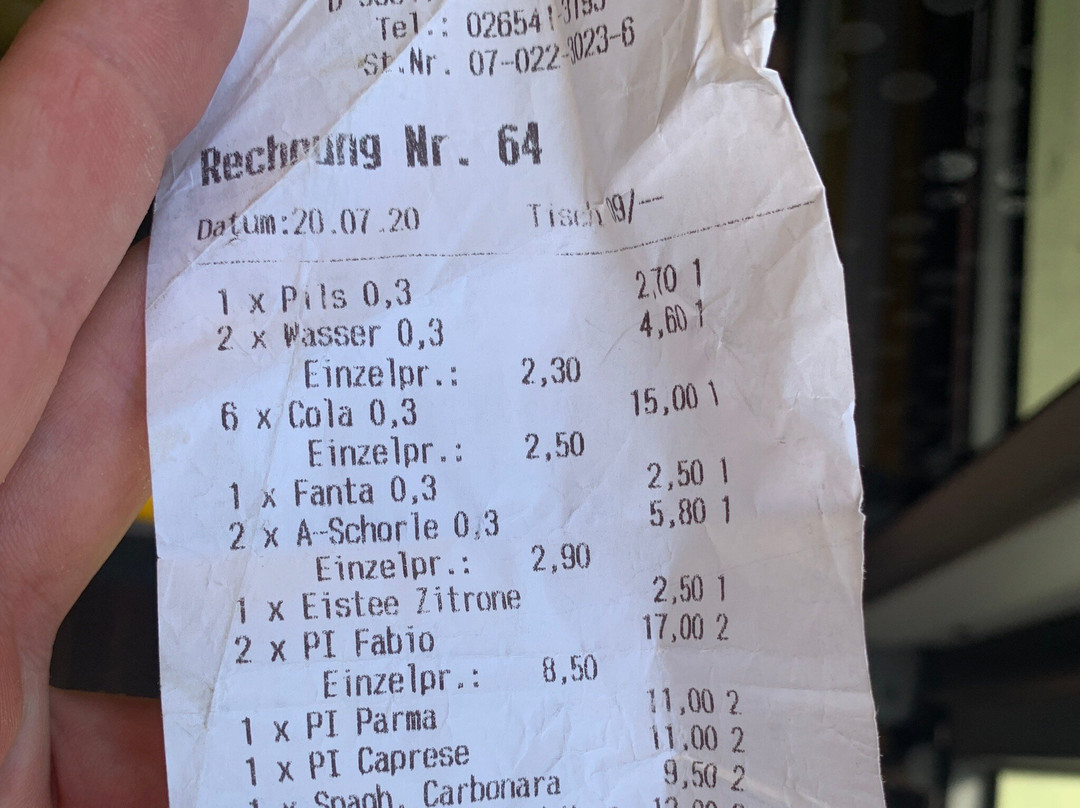 Tel.: 02654
St.Nr. 07-022-3023-6
Rechnung Nr. 64
Datum:20.07.20 Tisch 19/--
1 x Pils 0,3 2,70 1
2 x Wasser 0,3 4,60 1
Einzelpr.: 2,30
6 x Cola 0,3 15,00 1
Einzelpr.: 2,50
1 x Fanta 0,3 2,50 1
2 x A-Schorle 0,3 5,80 1
Einzelpr.: 2,90
1 x Eistee Zitrone 2,50 1
2 x PI Fabio 17,00 2
Einzelpr.: 8,50
1 x PI Parma 11,00 2
1 x PI Caprese 11,00 2
1 x Spagh. Carbonara 9,50 2